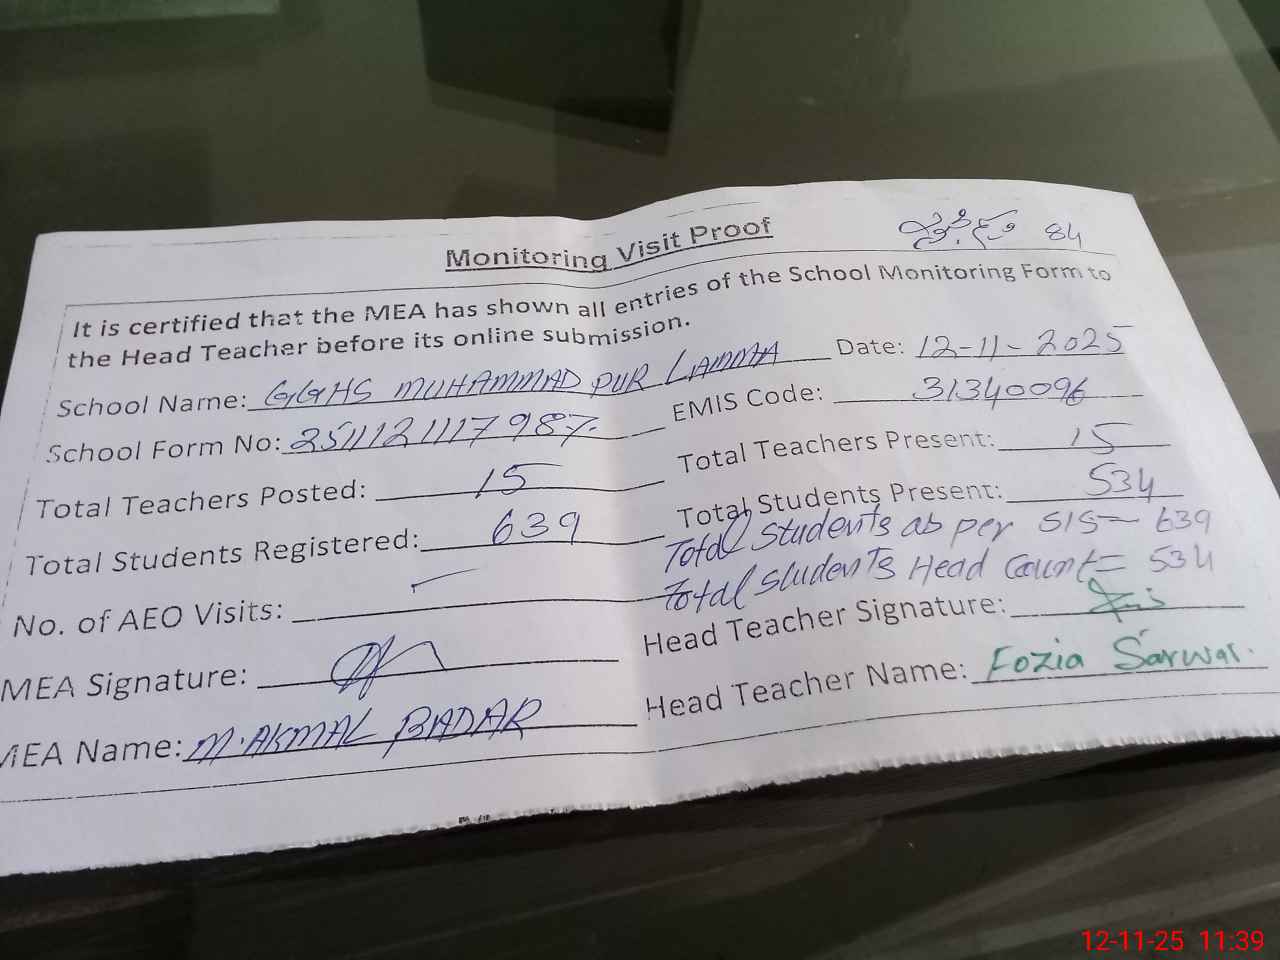 Monitoring Visit Proof
84
It is certified that the MEA has shown all entries of the School Monitoring Form to
the Head Teacher before its online submission.
School Name: GGHS MUHAMMAD PUR LAMMA Date: 12-11-2025
School Form No: 2511121117987. EMIS Code: 31340096
Total Teachers Posted: 15 Total Teachers Present: 15
Total Students Registered: 639 Total Students Present: 534
Total Students as per SIS = 639
Total Students Head Count = 534
No. of AEO Visits: —
MEA Signature: Head Teacher Signature:
MEA Name: M. AKMAL BADAR Head Teacher Name: Fozia Sarwar.
12-11-25 11:39